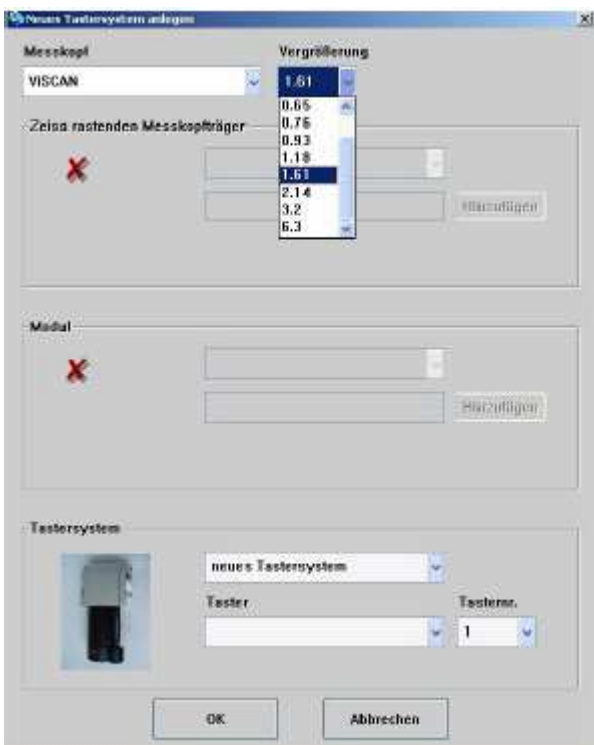 Neues Tastersystem anlegen
Messkopf
Vergrößerung
VISCAN
1.61
0.65
0.76
0.93
1.18
1.61
2.14
3.2
6.3
Zeiss rastenden Messkopfträger
Hinzufügen
Modul
Hinzufügen
Tastersystem
neues Tastersystem
Taster
Tasternr.
1
OK
Abbrechen